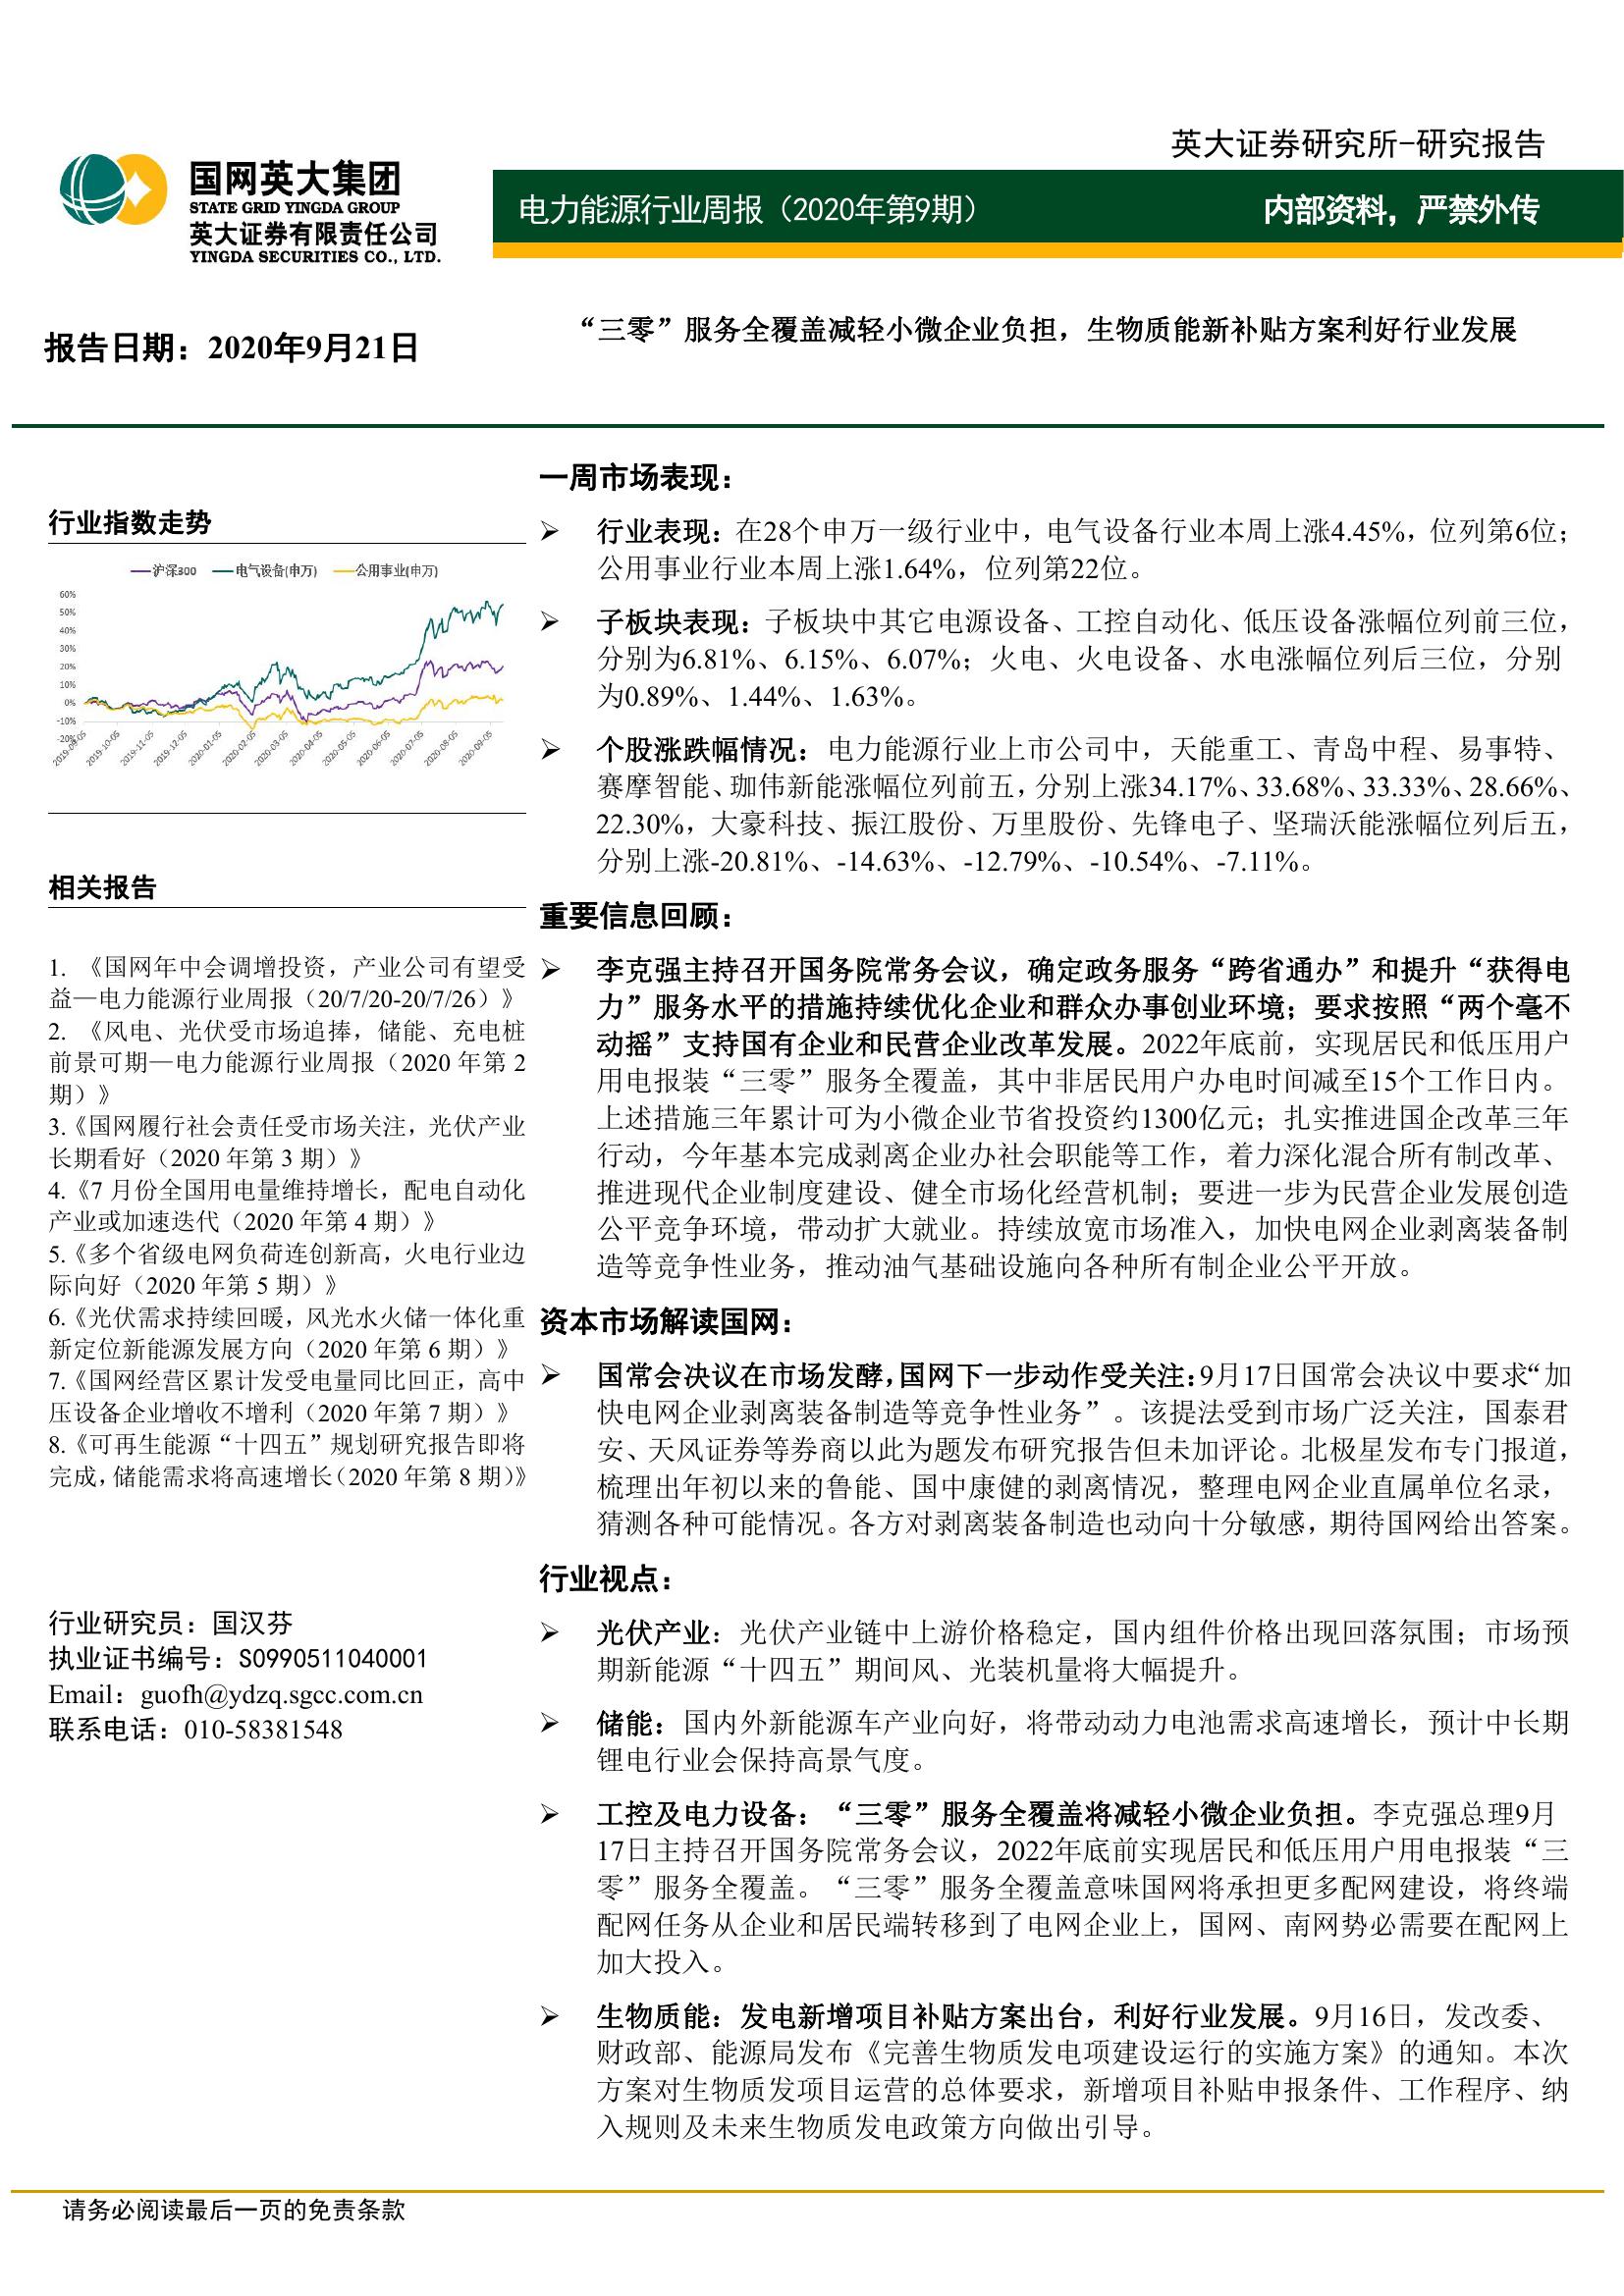 英大证券研究所-研究报告
国网英大集团
STATE GRID YINGDA GROUP
英大证券有限责任公司
YINGDA SECURITIES CO., LTD.
电力能源行业周报（2020年第9期）
内部资料，严禁外传
报告日期：2020年9月21日
“三零”服务全覆盖减轻小微企业负担，生物质能新补贴方案利好行业发展
行业指数走势
沪深300 电气设备(申万) 公用事业(申万)
60%
50%
40%
30%
20%
10%
0%
-10%
-20%
2019-09-05 2019-10-05 2019-11-05 2019-12-05 2020-01-05 2020-02-05 2020-03-05 2020-04-05 2020-05-05 2020-06-05 2020-07-05 2020-08-05 2020-09-05
相关报告
1. 《国网年中会调增投资，产业公司有望受
益—电力能源行业周报（20/7/20-20/7/26）》
2. 《风电、光伏受市场追捧，储能、充电桩
前景可期—电力能源行业周报（2020 年第 2
期）》
3.《国网履行社会责任受市场关注，光伏产业
长期看好（2020 年第 3 期）》
4.《7 月份全国用电量维持增长，配电自动化
产业或加速迭代（2020 年第 4 期）》
5.《多个省级电网负荷连创新高，火电行业边
际向好（2020 年第 5 期）》
6.《光伏需求持续回暖，风光水火储一体化重
新定位新能源发展方向（2020 年第 6 期）》
7.《国网经营区累计发受电量同比回正，高中
压设备企业增收不增利（2020 年第 7 期）》
8.《可再生能源“十四五”规划研究报告即将
完成，储能需求将高速增长（2020 年第 8 期）》
行业研究员：国汉芬
执业证书编号：S0990511040001
Email：guofh@ydzq.sgcc.com.cn
联系电话：010-58381548
一周市场表现：
➢ 行业表现：在28个申万一级行业中，电气设备行业本周上涨4.45%，位列第6位；
公用事业行业本周上涨1.64%，位列第22位。
➢ 子板块表现：子板块中其它电源设备、工控自动化、低压设备涨幅位列前三位，
分别为6.81%、6.15%、6.07%；火电、火电设备、水电涨幅位列后三位，分别
为0.89%、1.44%、1.63%。
➢ 个股涨跌幅情况：电力能源行业上市公司中，天能重工、青岛中程、易事特、
赛摩智能、珈伟新能涨幅位列前五，分别上涨34.17%、33.68%、33.33%、28.66%、
22.30%，大豪科技、振江股份、万里股份、先锋电子、坚瑞沃能涨幅位列后五，
分别上涨-20.81%、-14.63%、-12.79%、-10.54%、-7.11%。
重要信息回顾：
➢ 李克强主持召开国务院常务会议，确定政务服务“跨省通办”和提升“获得电
力”服务水平的措施持续优化企业和群众办事创业环境；要求按照“两个毫不
动摇”支持国有企业和民营企业改革发展。2022年底前，实现居民和低压用户
用电报装“三零”服务全覆盖，其中非居民用户办电时间减至15个工作日内。
上述措施三年累计可为小微企业节省投资约1300亿元；扎实推进国企改革三年
行动，今年基本完成剥离企业办社会职能等工作，着力深化混合所有制改革、
推进现代企业制度建设、健全市场化经营机制；要进一步为民营企业发展创造
公平竞争环境，带动扩大就业。持续放宽市场准入，加快电网企业剥离装备制
造等竞争性业务，推动油气基础设施向各种所有制企业公平开放。
资本市场解读国网：
➢ 国常会决议在市场发酵，国网下一步动作受关注：9月17日国常会决议中要求“加
快电网企业剥离装备制造等竞争性业务”。该提法受到市场广泛关注，国泰君
安、天风证券等券商以此为题发布研究报告但未加评论。北极星发布专门报道，
梳理出年初以来的鲁能、国中康健的剥离情况，整理电网企业直属单位名录，
猜测各种可能情况。各方对剥离装备制造也动向十分敏感，期待国网给出答案。
行业视点：
➢ 光伏产业：光伏产业链中上游价格稳定，国内组件价格出现回落氛围；市场预
期新能源“十四五”期间风、光装机量将大幅提升。
➢ 储能：国内外新能源车产业向好，将带动动力电池需求高速增长，预计中长期
锂电行业会保持高景气度。
➢ 工控及电力设备：“三零”服务全覆盖将减轻小微企业负担。李克强总理9月
17日主持召开国务院常务会议，2022年底前实现居民和低压用户用电报装“三
零”服务全覆盖。“三零”服务全覆盖意味国网将承担更多配网建设，将终端
配网任务从企业和居民端转移到了电网企业上，国网、南网势必需要在配网上
加大投入。
➢ 生物质能：发电新增项目补贴方案出台，利好行业发展。9月16日，发改委、
财政部、能源局发布《完善生物质发电项建设运行的实施方案》的通知。本次
方案对生物质发项目运营的总体要求，新增项目补贴申报条件、工作程序、纳
入规则及未来生物质发电政策方向做出引导。
请务必阅读最后一页的免责条款